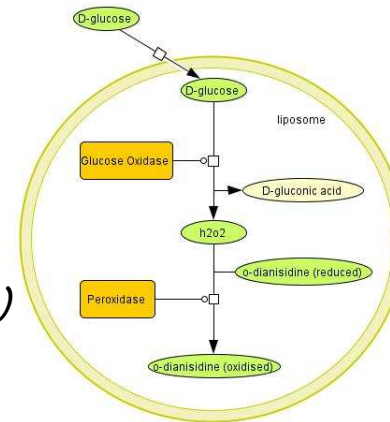 D-glucose
D-glucose
liposome
Glucose Oxidase
D-gluconic acid
h2o2
o-dianisidine (reduced)
Peroxidase
o-dianisidine (oxidised)